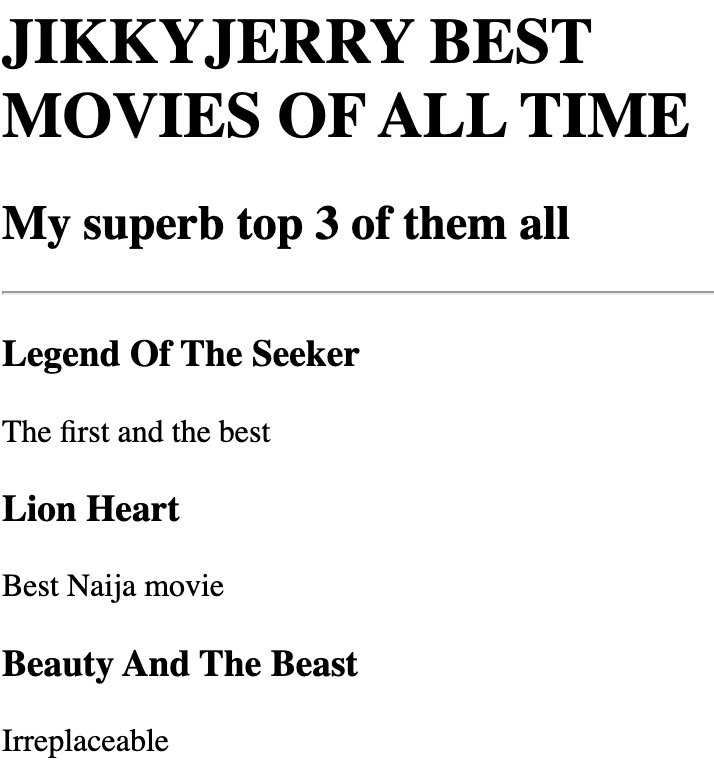 JIKKYJERRY BEST
MOVIES OF ALL TIME
My superb top 3 of them all
Legend Of The Seeker
The first and the best
Lion Heart
Best Naija movie
Beauty And The Beast
Irreplaceable